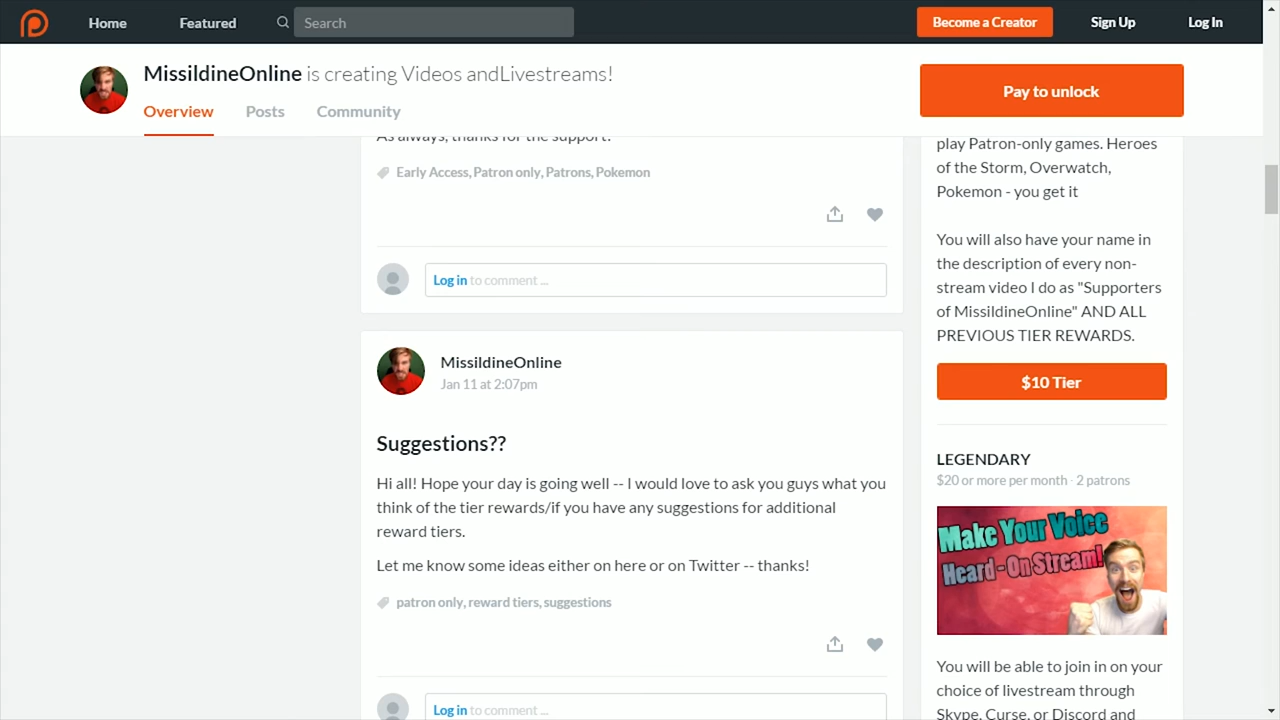 Home
Featured
Search
Become a Creator
Sign Up
Log In
MissildineOnline is creating Videos andLivestreams!
Overview
Posts
Community
Pay to unlock
As always, thanks for the support!
Early Access, Patron only, Patrons, Pokemon
Log in to comment ...
MissildineOnline
Jan 11 at 2:07pm
Suggestions??
Hi all! Hope your day is going well -- I would love to ask you guys what you
think of the tier rewards/if you have any suggestions for additional
reward tiers.
Let me know some ideas either on here or on Twitter -- thanks!
patron only, reward tiers, suggestions
Log in to comment ...
play Patron-only games. Heroes
of the Storm, Overwatch,
Pokemon - you get it
You will also have your name in
the description of every non-
stream video I do as "Supporters
of MissildineOnline" AND ALL
PREVIOUS TIER REWARDS.
$10 Tier
LEGENDARY
$20 or more per month · 2 patrons
Make Your Voice
Heard - On Stream!
You will be able to join in on your
choice of livestream through
Skype, Curse, or Discord and